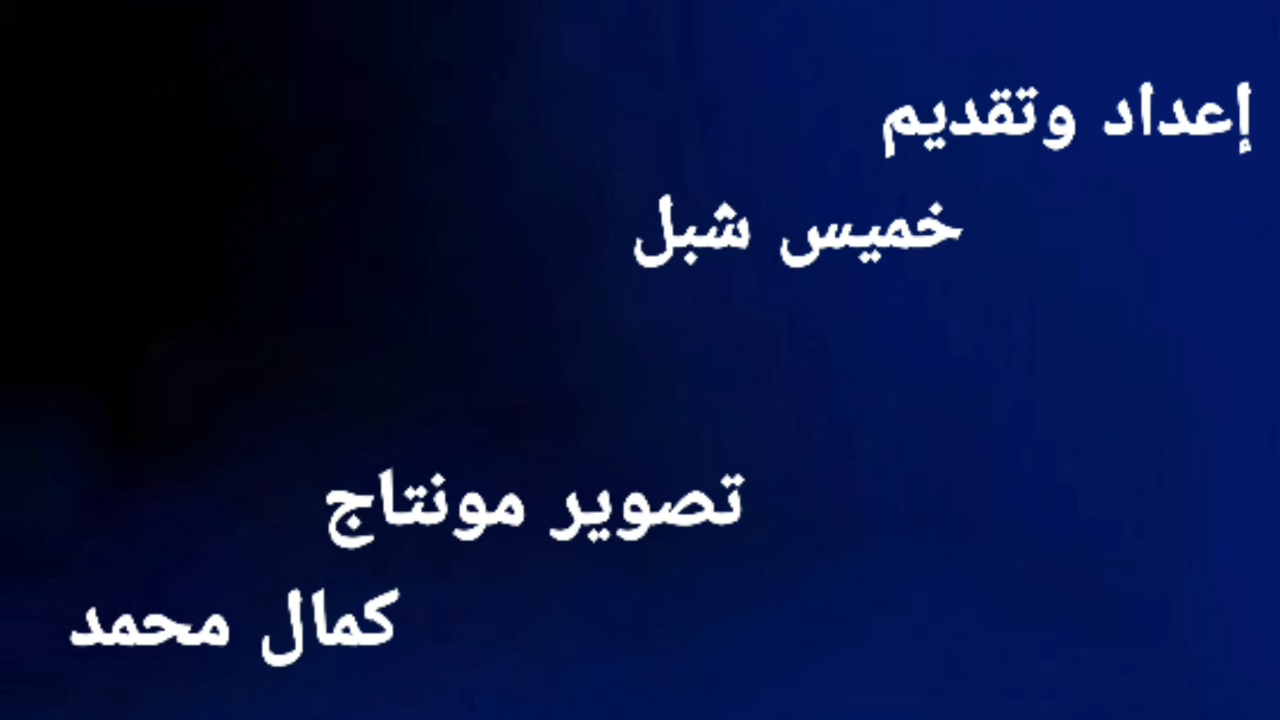 إعداد وتقديم
خميس شبل
تصوير مونتاج
كمال محمد